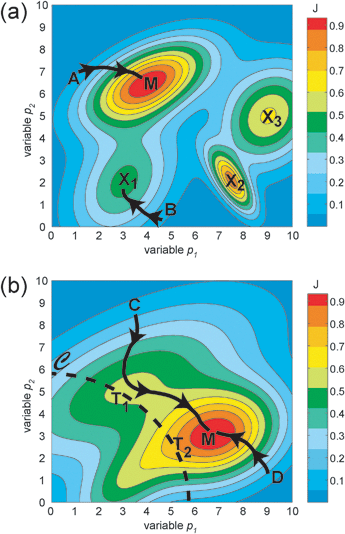 (a)
J
10
9
8
7
6
5
4
3
2
1
0
variable p2
A
M
X1
X2
X3
B
0 1 2 3 4 5 6 7 8 9 10
variable p1
0.9
0.8
0.7
0.6
0.5
0.4
0.3
0.2
0.1
(b)
J
10
9
8
7
6
5
4
3
2
1
0
variable p2
C
C
T1
T2
M
D
0 1 2 3 4 5 6 7 8 9 10
variable p1
0.9
0.8
0.7
0.6
0.5
0.4
0.3
0.2
0.1